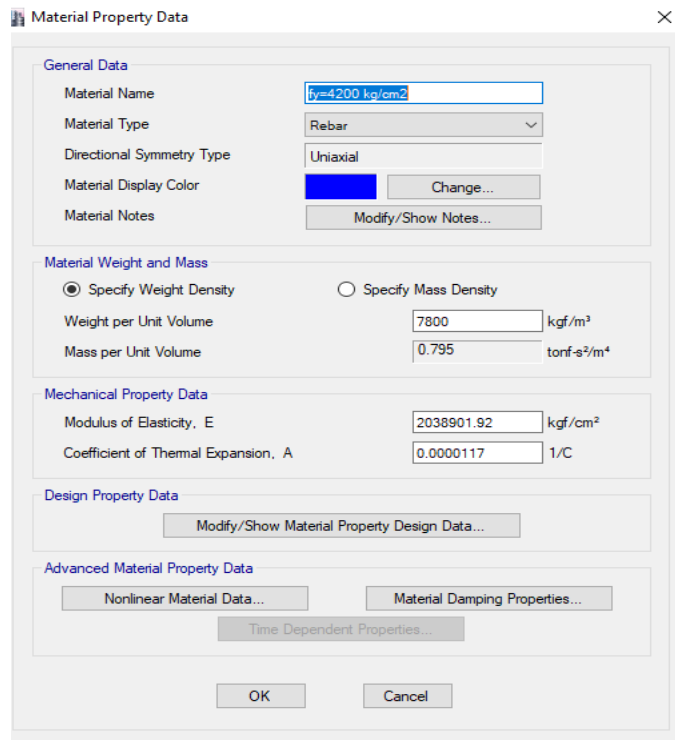 Material Property Data
General Data
Material Name fy=4200 kg/cm2
Material Type Rebar
Directional Symmetry Type Uniaxial
Material Display Color Change...
Material Notes Modify/Show Notes...
Material Weight and Mass
Specify Weight Density Specify Mass Density
Weight per Unit Volume 7800 kgf/m³
Mass per Unit Volume 0.795 tonf-s²/m⁴
Mechanical Property Data
Modulus of Elasticity, E 2038901.92 kgf/cm²
Coefficient of Thermal Expansion, A 0.0000117 1/C
Design Property Data
Modify/Show Material Property Design Data...
Advanced Material Property Data
Nonlinear Material Data... Material Damping Properties...
Time Dependent Properties...
OK Cancel